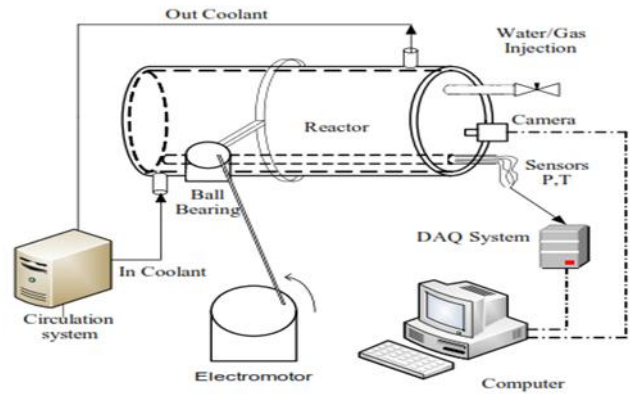 Out Coolant
Water/Gas
Injection
Camera
Reactor
Sensors
P,T
Ball
Bearing
DAQ System
In Coolant
Circulation
system
Electromotor
Computer